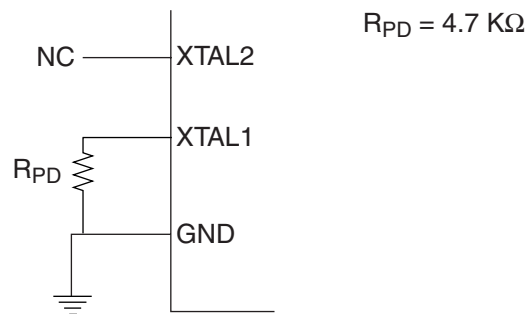 R_PD = 4.7 KΩ
NC
XTAL2
XTAL1
R_PD
GND